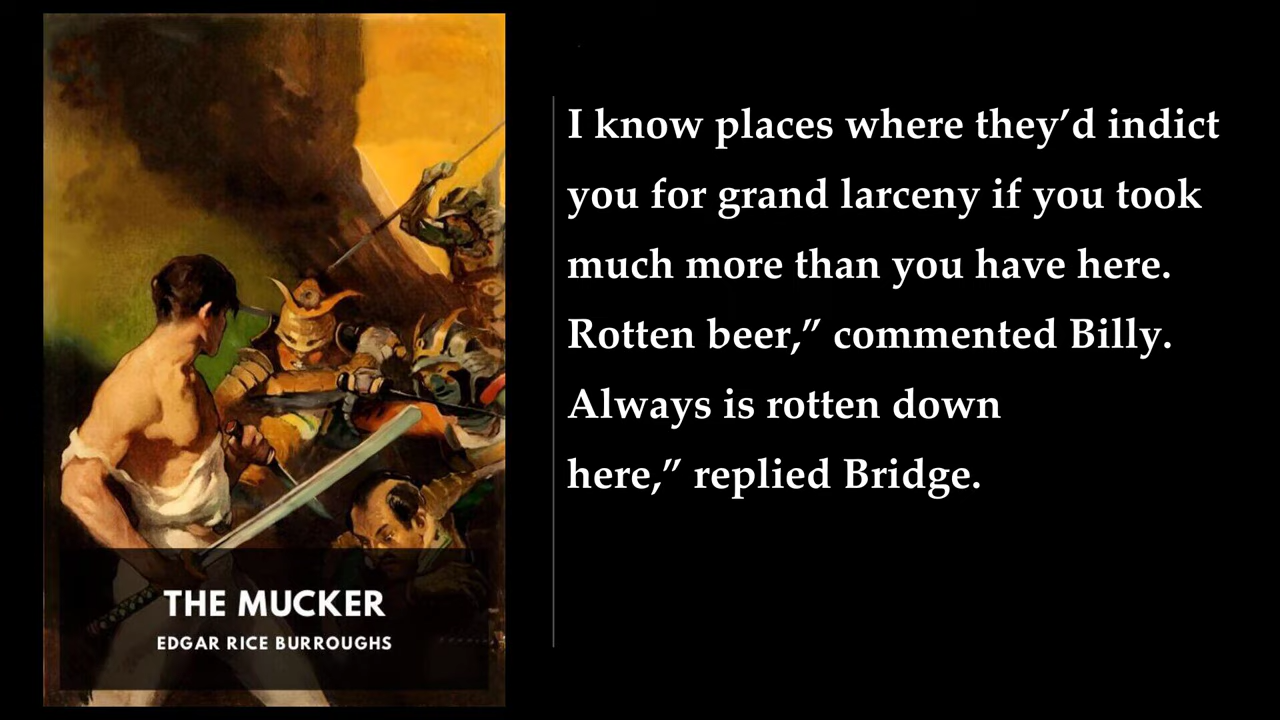 THE MUCKER
EDGAR RICE BURROUGHS
I know places where they’d indict
you for grand larceny if you took
much more than you have here.
Rotten beer,” commented Billy.
Always is rotten down
here,” replied Bridge.